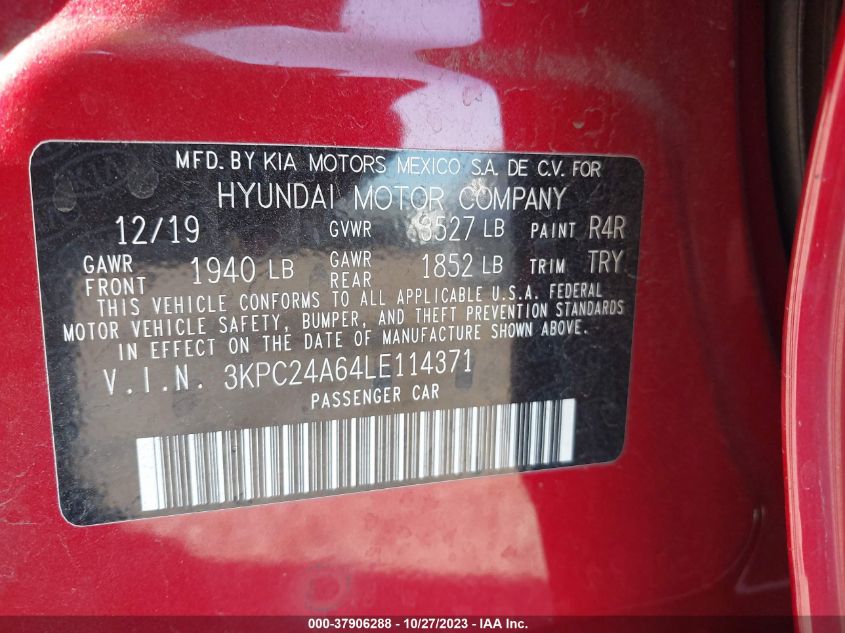 MFD. BY KIA MOTORS MEXICO S.A. DE C.V. FOR
HYUNDAI MOTOR COMPANY
12/19 GVWR 3527 LB PAINT R4R
GAWR FRONT 1940 LB GAWR REAR 1852 LB TRIM TRY
THIS VEHICLE CONFORMS TO ALL APPLICABLE U.S.A. FEDERAL
MOTOR VEHICLE SAFETY, BUMPER, AND THEFT PREVENTION STANDARDS
IN EFFECT ON THE DATE OF MANUFACTURE SHOWN ABOVE.
V.I.N. 3KPC24A64LE114371
PASSENGER CAR
000-37906288 - 10/27/2023 - IAA Inc.